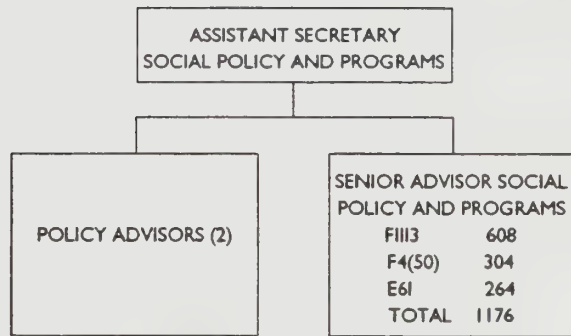 ASSISTANT SECRETARY
SOCIAL POLICY AND PROGRAMS
POLICY ADVISORS (2)
SENIOR ADVISOR SOCIAL
POLICY AND PROGRAMS
FIII3 608
F4(50) 304
E6I 264
TOTAL 1176